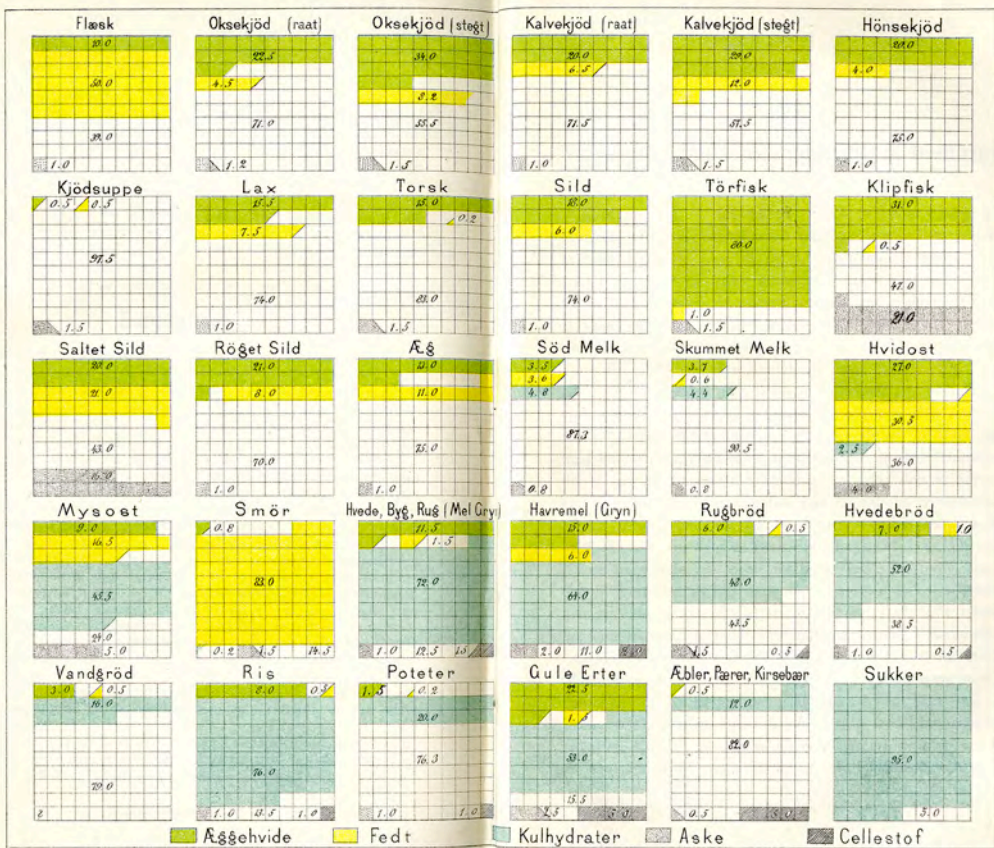 Flæsk Oksekjöd (raat) Oksekjöd (stegt) Kalvekjöd (raat) Kalvekjöd (stegt) Hönsekjöd
10.0 22.5 34.0 20.0 29.0 20.0
50.0 4.5 8.2 6.5 12.0 4.0
39.0 71.0 55.5 71.5 57.5 75.0
1.0 1.2 1.5 1.0 1.5 1.0
Kjödsuppe Lax Torsk Sild Törfisk Klipfisk
0.5 0.5 15.5 15.0 18.0 80.0 31.0
7.5 0.2 6.0 0.5
97.5 74.0 83.0 74.0 1.0 47.0
1.5 1.0 1.5 1.0 1.5 21.0
Saltet Sild Röget Sild Æg Söd Melk Skummet Melk Hvidost
20.0 21.0 13.0 3.5 3.7 27.0
21.0 8.0 11.0 3.6 0.6 30.5
43.0 70.0 75.0 4.8 4.4 2.5
16.0 1.0 1.0 87.3 90.5 36.0
0.8 0.8 4.0
Mysost Smör Hvede, Byg, Rug (Mel Gryn) Havremel (Gryn) Rugbröd Hvedebröd
9.0 0.8 11.5 15.0 6.0 0.5 7.0 1.0
16.5 83.0 1.5 6.0 48.0 52.0
45.5 72.0 64.0 43.5 38.5
24.0
5.0 0.2 1.5 14.5 1.0 12.5 1.5 2.0 11.0 2.0 1.5 0.5 1.0 0.5
Vandgröd Ris Poteter Gule Erter Æbler, Pærer, Kirsebær Sukker
3.0 0.5 8.0 0.5 1.5 0.2 22.5 0.5
16.0 76.0 20.0 1.5 12.0 95.0
79.0 76.3 53.0 82.0
15.5
1.0 13.5 1.0 1.0 1.0 2.5 5.0 0.5 5.0 5.0
Æggehvide Fedt Kulhydrater Aske Cellestof